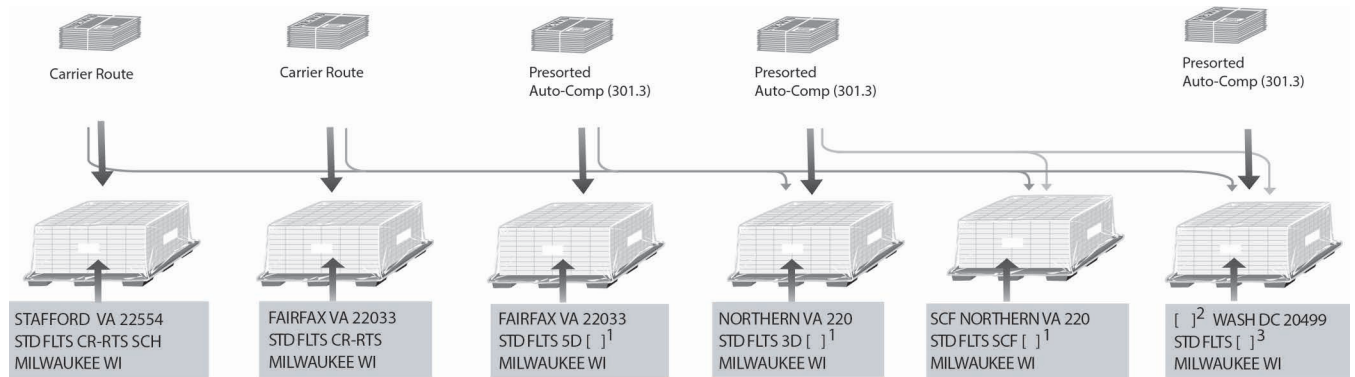 Carrier Route
Carrier Route
Presorted
Auto-Comp (301.3)
Presorted
Auto-Comp (301.3)
Presorted
Auto-Comp (301.3)
STAFFORD VA 22554
STD FLTS CR-RTS SCH
MILWAUKEE WI
FAIRFAX VA 22033
STD FLTS CR-RTS
MILWAUKEE WI
FAIRFAX VA 22033
STD FLTS 5D [ ]1
MILWAUKEE WI
NORTHERN VA 220
STD FLTS 3D [ ]1
MILWAUKEE WI
SCF NORTHERN VA 220
STD FLTS SCF [ ]1
MILWAUKEE WI
[ ]2 WASH DC 20499
STD FLTS [ ]3
MILWAUKEE WI